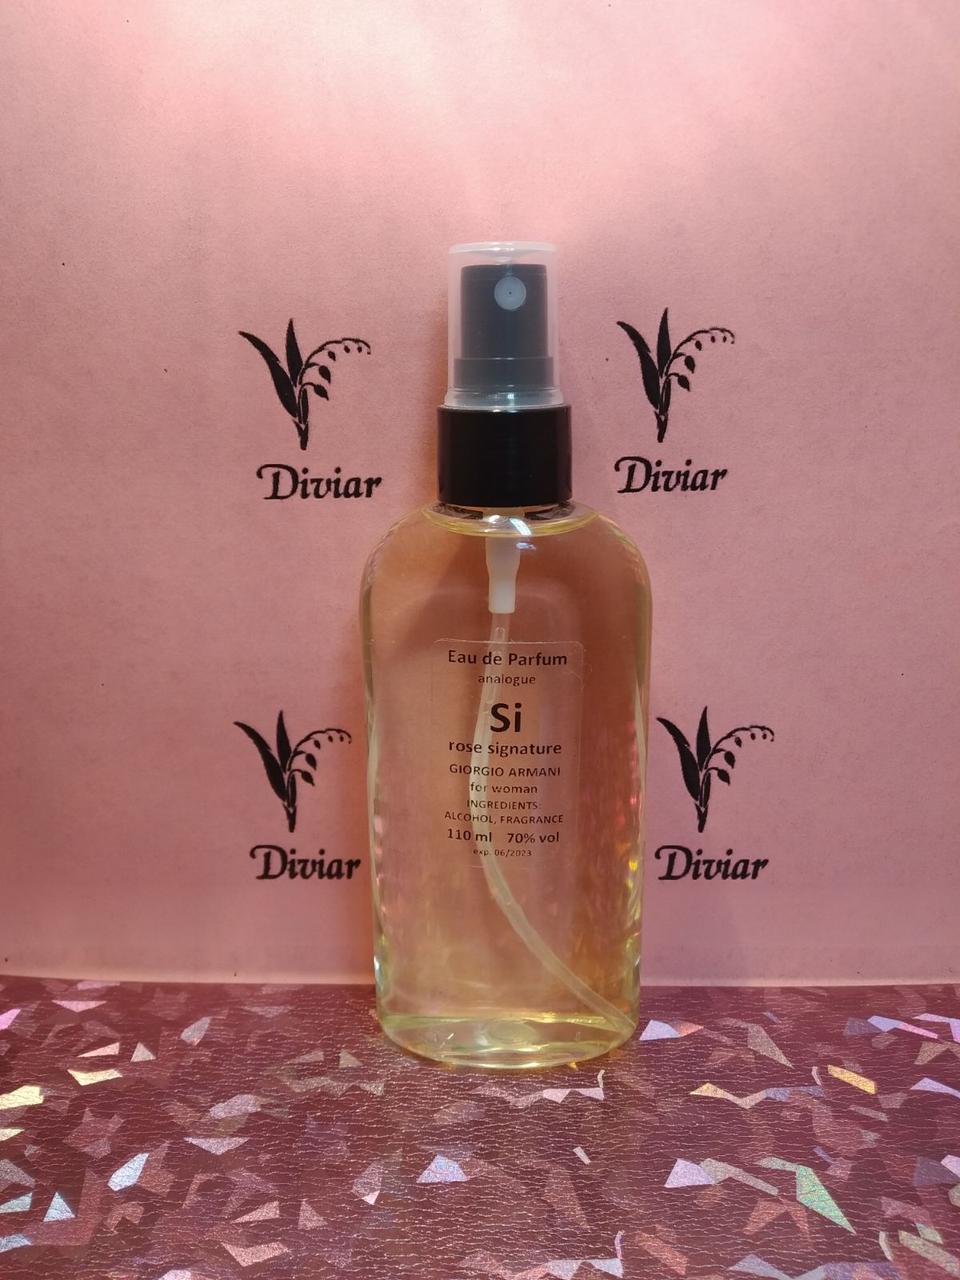 Diviar
Diviar
Eau de Parfum
analogue
Si
rose signature
GIORGIO ARMANI
for woman
INGREDIENTS:
ALCOHOL, FRAGRANCE
110 ml 70% vol
exp. 06/2023
Diviar
Diviar